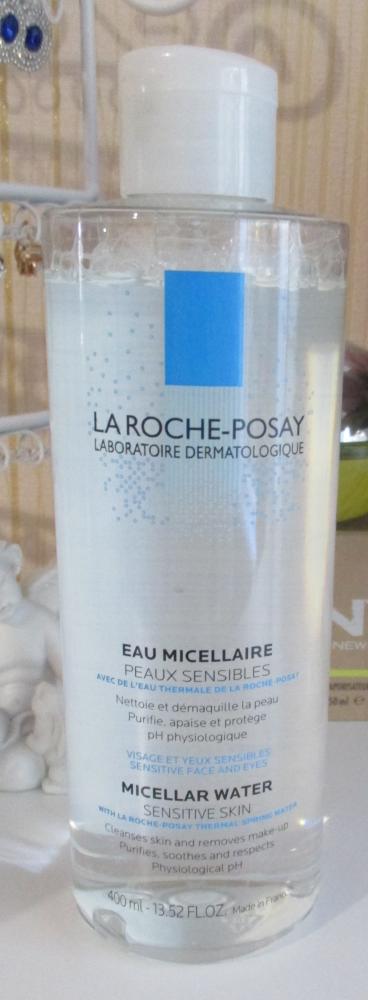 LA ROCHE-POSAY
LABORATOIRE DERMATOLOGIQUE
EAU MICELLAIRE
PEAUX SENSIBLES
AVEC DE L'EAU THERMALE DE LA ROCHE-POSAY
Nettoie et démaquille la peau
Purifie, apaise et protège
pH physiologique
VISAGE ET YEUX SENSIBLES
SENSITIVE FACE AND EYES
MICELLAR WATER
SENSITIVE SKIN
WITH LA ROCHE-POSAY THERMAL SPRING WATER
Cleanses skin and removes make-up
Purifies, soothes and respects
Physiological pH
400 ml - 13.52 FL.OZ. Made in France
NEW